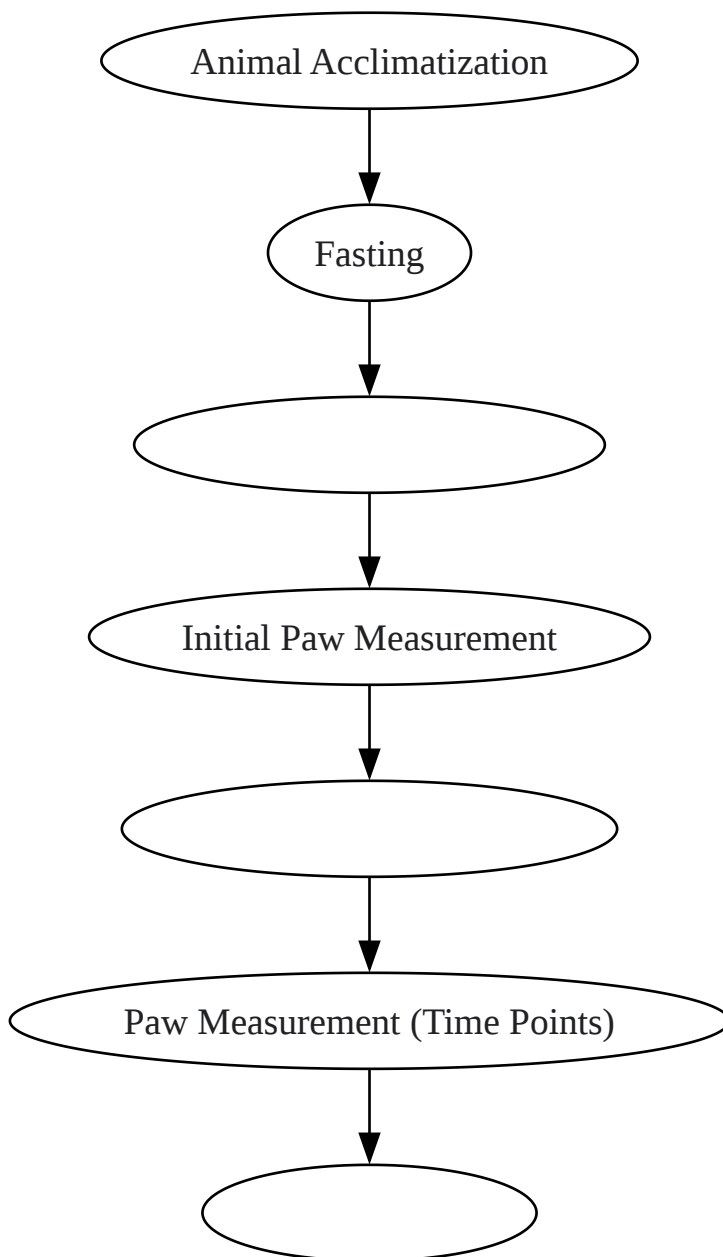 Animal Acclimatization
Fasting
Initial Paw Measurement
Paw Measurement (Time Points)